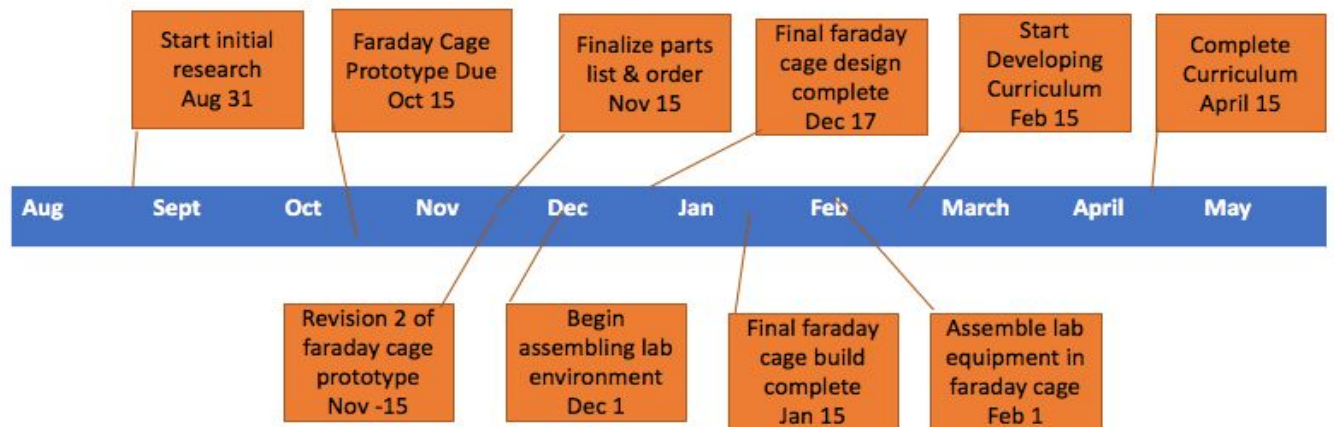 Start initial
research
Aug 31
Faraday Cage
Prototype Due
Oct 15
Finalize parts
list & order
Nov 15
Final faraday
cage design
complete
Dec 17
Start
Developing
Curriculum
Feb 15
Complete
Curriculum
April 15
Aug Sept Oct Nov Dec Jan Feb March April May
Revision 2 of
faraday cage
prototype
Nov -15
Begin
assembling lab
environment
Dec 1
Final faraday
cage build
complete
Jan 15
Assemble lab
equipment in
faraday cage
Feb 1